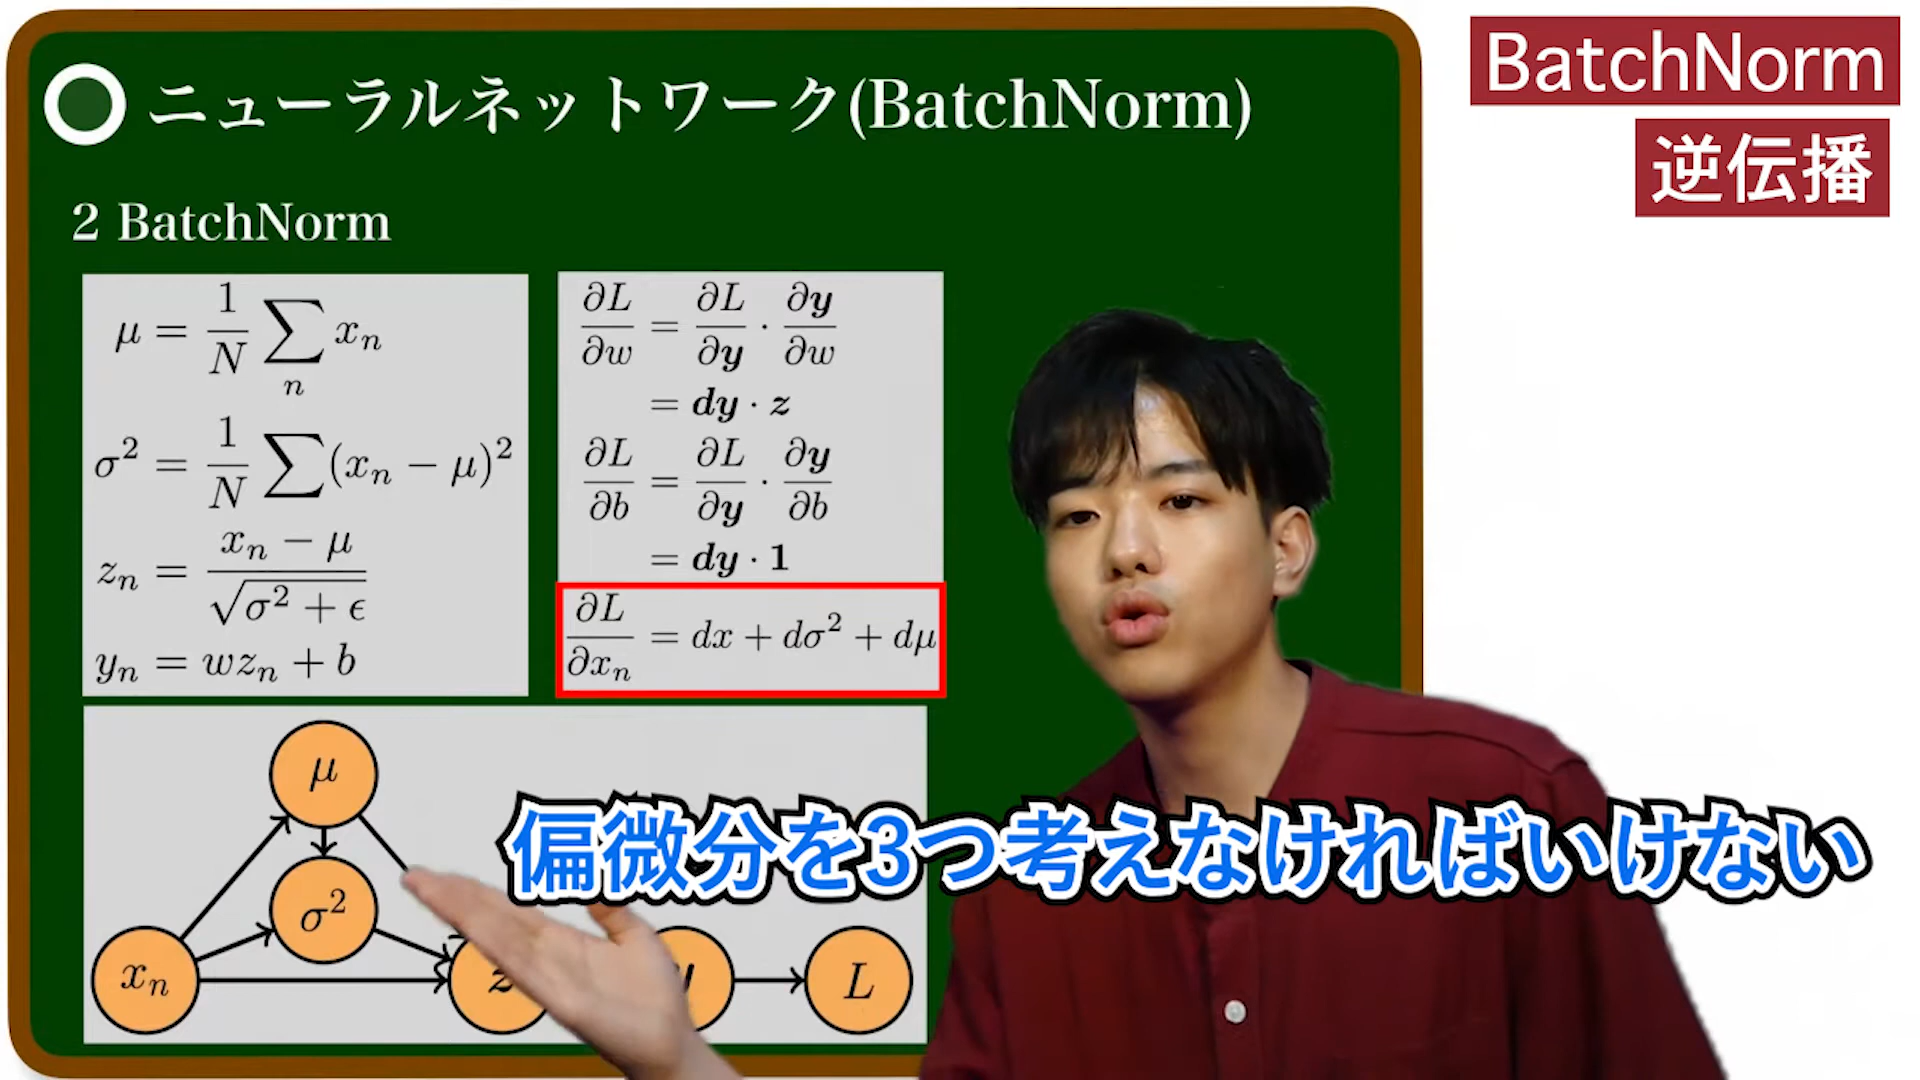 ニューラルネットワーク(BatchNorm)
BatchNorm
逆伝播
2 BatchNorm
μ = 1/N ∑_n x_n
σ² = 1/N ∑(x_n − μ)²
z_n = (x_n − μ)/√(σ² + ϵ)
y_n = wz_n + b
∂L/∂w = ∂L/∂y · ∂y/∂w
= dy · z
∂L/∂b = ∂L/∂y · ∂y/∂b
= dy · 1
∂L/∂x_n = dx + dσ² + dμ
μ
偏微分を3つ考えなければいけない
σ²
x_n
z
y
L